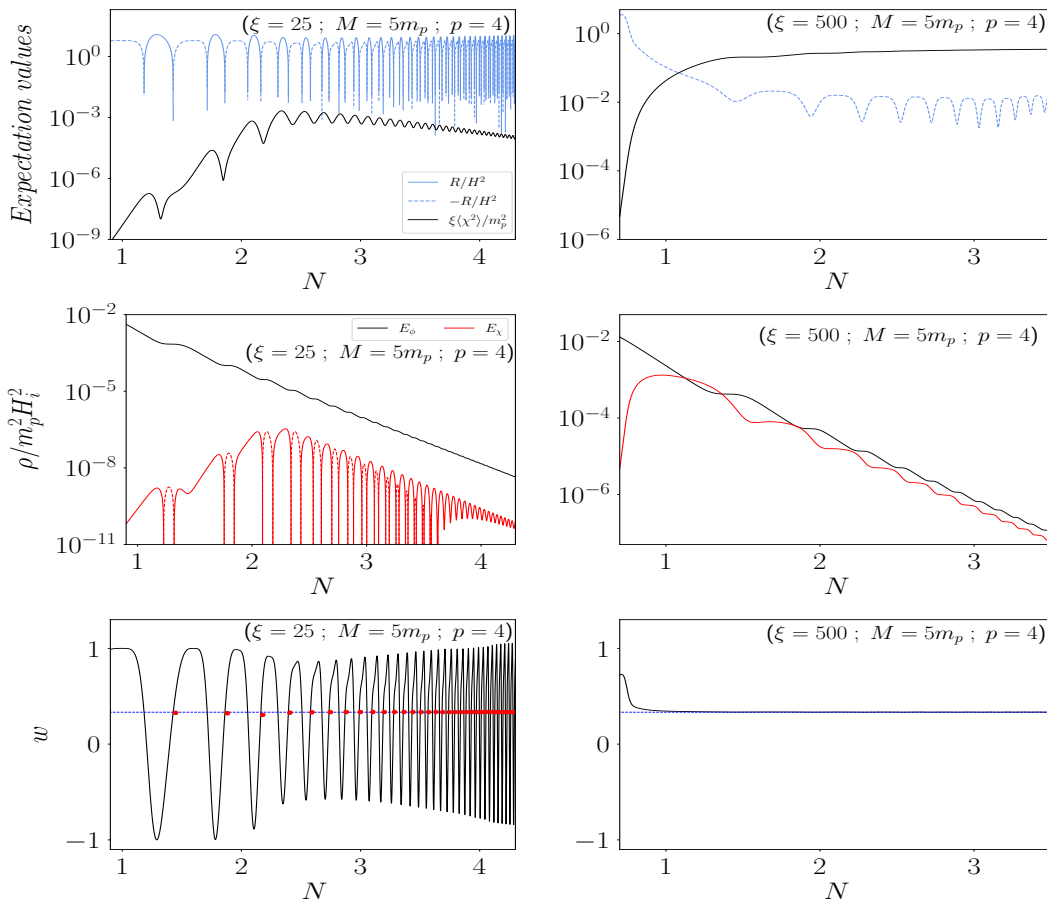 (ξ = 25 ; M = 5m_p ; p = 4)
Expectation values
10^0
10^{-3}
10^{-6}
10^{-9}
R/H^2
-R/H^2
ξ⟨χ^2⟩/m_p^2
1 2 3 4
N
(ξ = 500 ; M = 5m_p ; p = 4)
10^0
10^{-2}
10^{-4}
10^{-6}
1 2 3
N
E_ϕ E_χ
(ξ = 25 ; M = 5m_p ; p = 4)
ρ/m_p^2 H_i^2
10^{-2}
10^{-5}
10^{-8}
10^{-11}
1 2 3 4
N
(ξ = 500 ; M = 5m_p ; p = 4)
10^{-2}
10^{-4}
10^{-6}
1 2 3
N
(ξ = 25 ; M = 5m_p ; p = 4)
w
1
0
−1
1 2 3 4
N
(ξ = 500 ; M = 5m_p ; p = 4)
1
0
−1
1 2 3
N